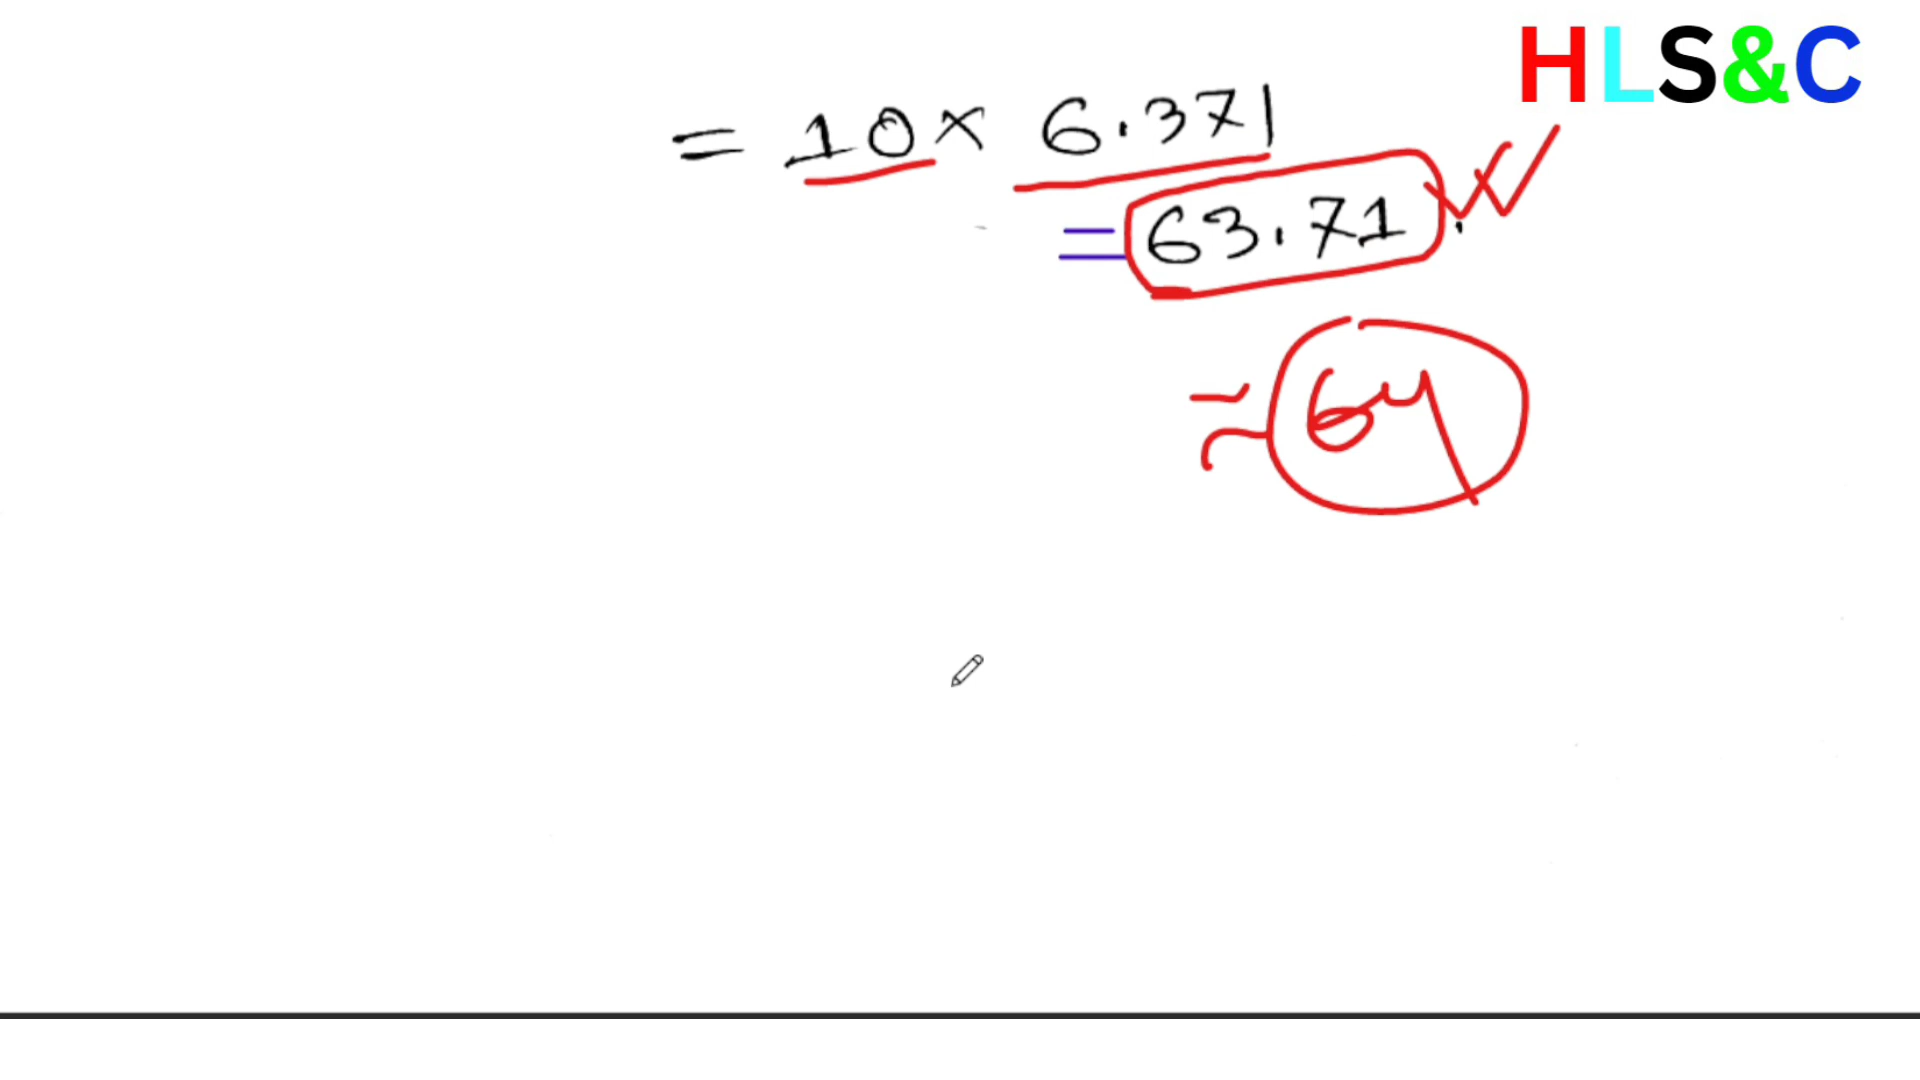 HLS&C
= 10 × 6.371
= 63.71.
≈ 64